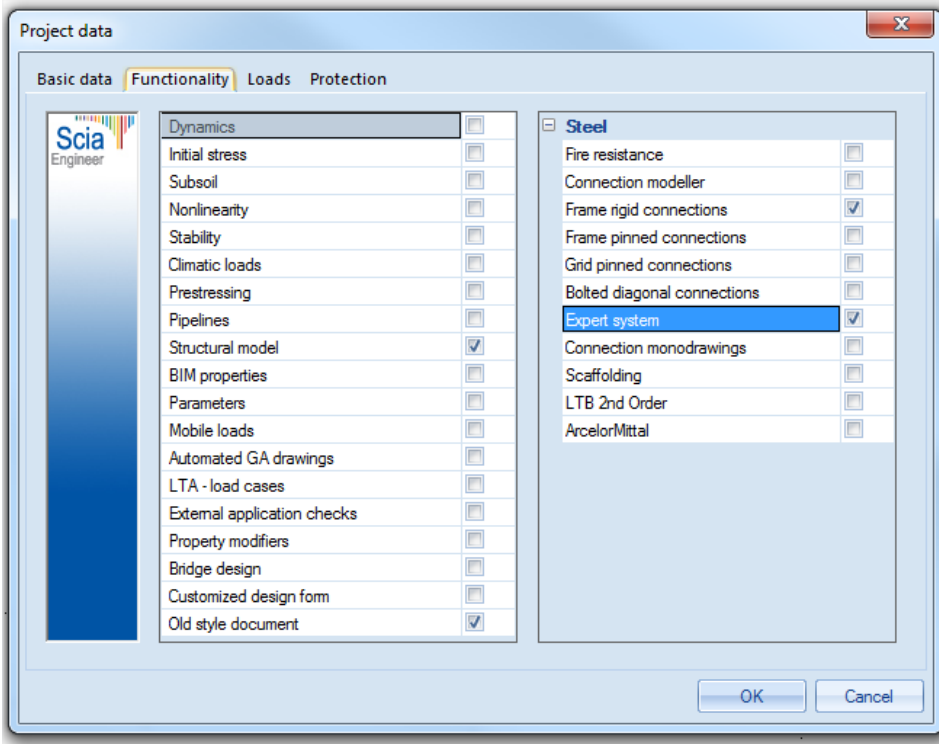 Project data
Basic data Functionality Loads Protection
Scia
Engineer
Dynamics
Initial stress
Subsoil
Nonlinearity
Stability
Climatic loads
Prestressing
Pipelines
Structural model
BIM properties
Parameters
Mobile loads
Automated GA drawings
LTA - load cases
External application checks
Property modifiers
Bridge design
Customized design form
Old style document
Steel
Fire resistance
Connection modeller
Frame rigid connections
Frame pinned connections
Grid pinned connections
Bolted diagonal connections
Expert system
Connection monodrawings
Scaffolding
LTB 2nd Order
ArcelorMittal
OK Cancel